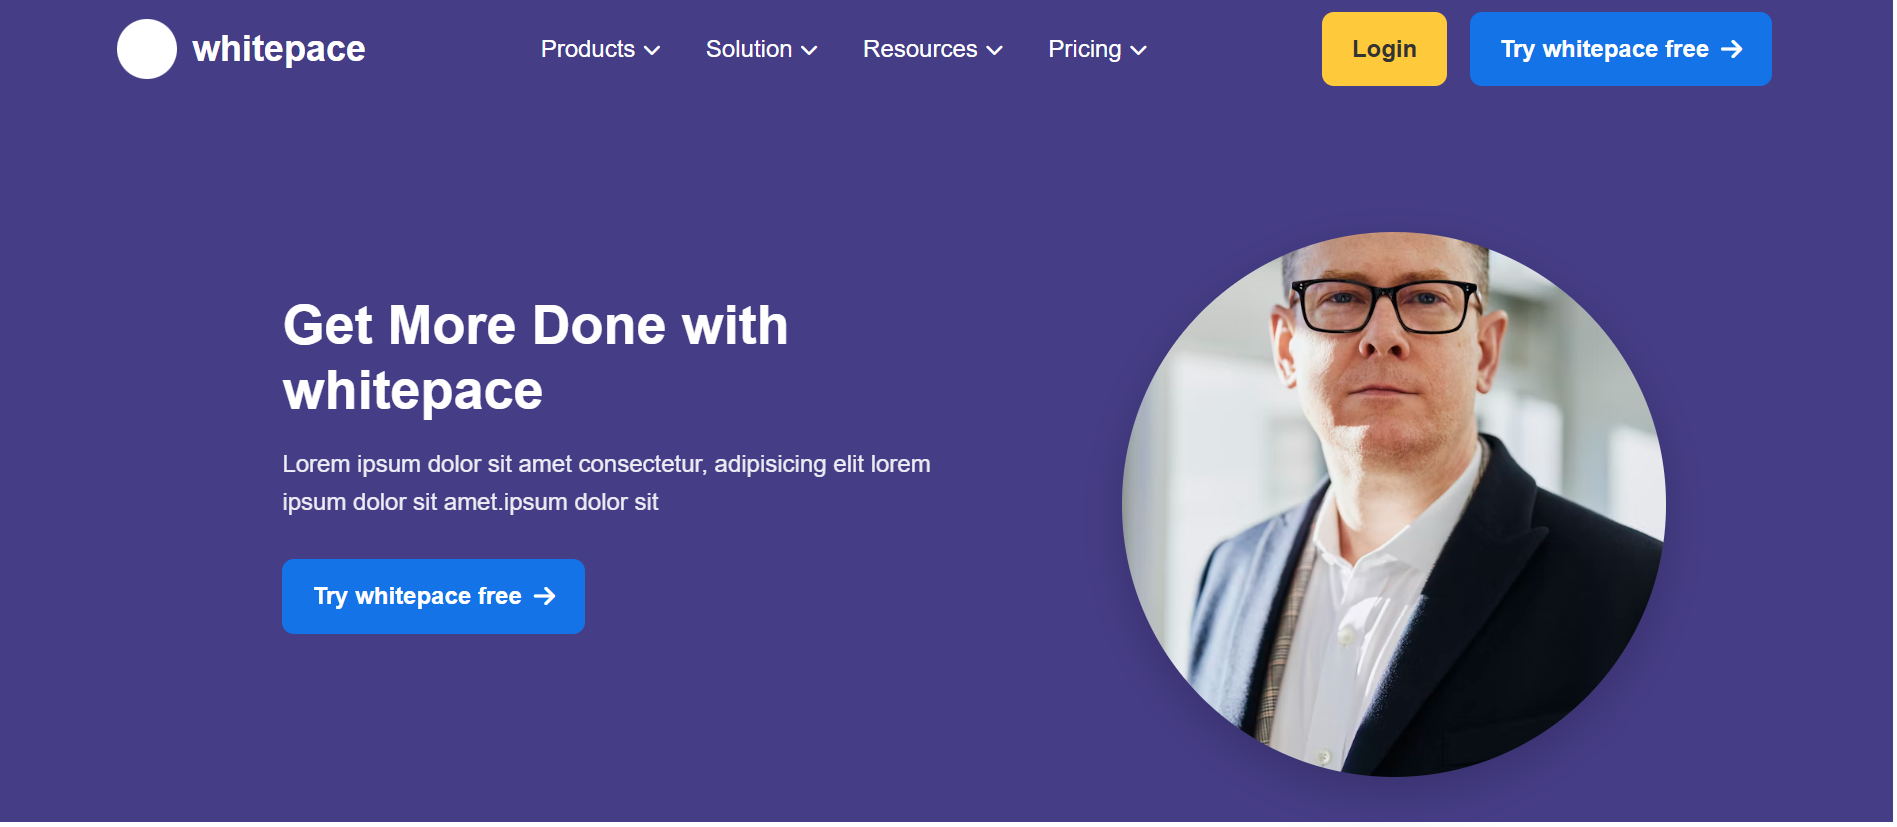 whitepace
Products
Solution
Resources
Pricing
Login
Try whitepace free
Get More Done with
whitepace
Lorem ipsum dolor sit amet consectetur, adipisicing elit lorem
ipsum dolor sit amet.ipsum dolor sit
Try whitepace free